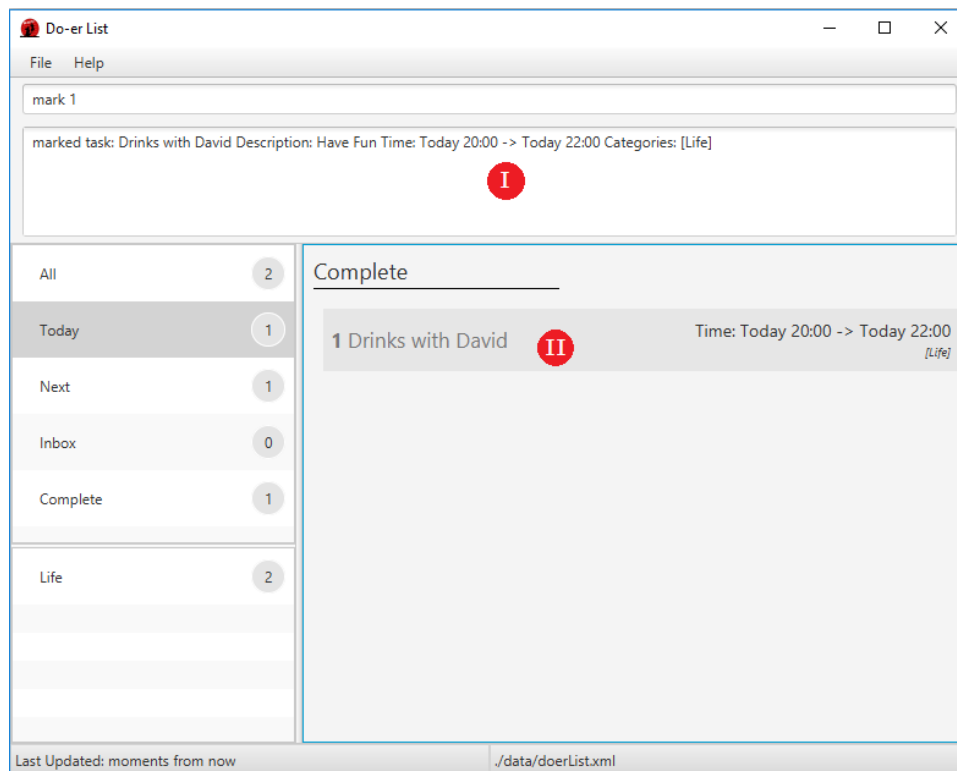 Do-er List
File Help
mark 1
marked task: Drinks with David Description: Have Fun Time: Today 20:00 -> Today 22:00 Categories: [Life]
I
All 2
Today 1
Next 1
Inbox 0
Complete 1
Life 2
Complete
1 Drinks with David
II
Time: Today 20:00 -> Today 22:00
[Life]
Last Updated: moments from now
./data/doerList.xml